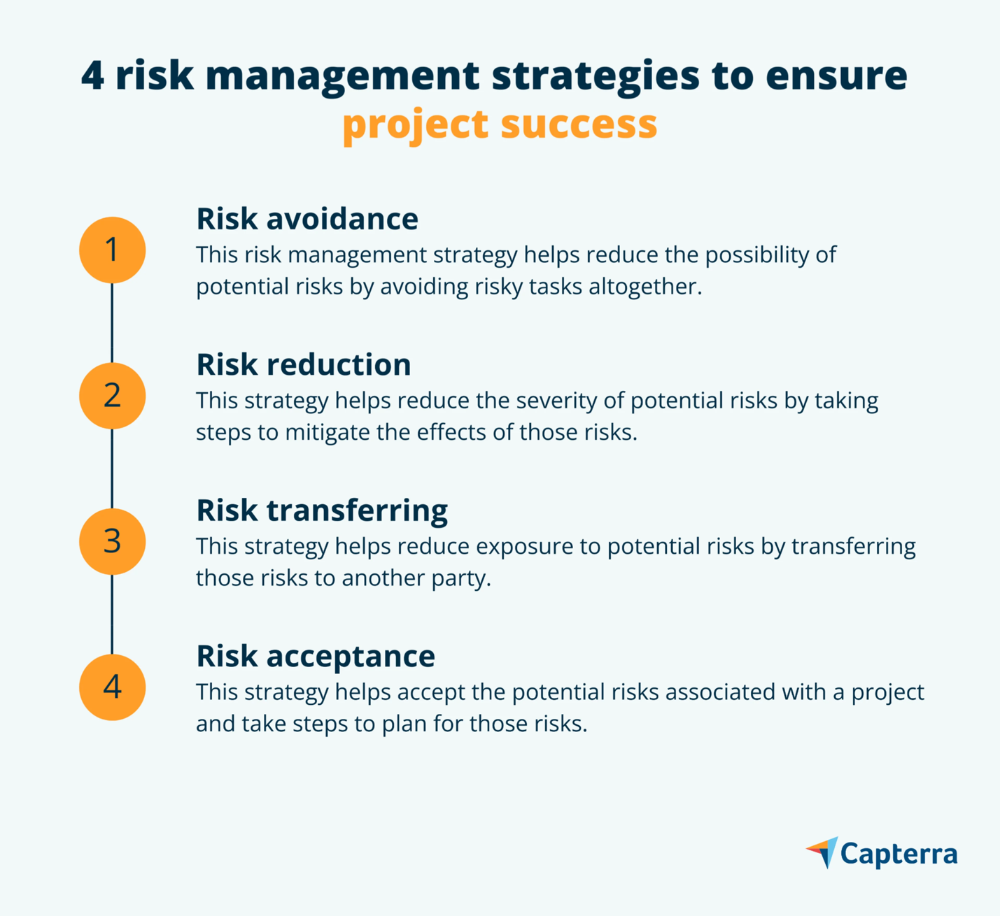 4 risk management strategies to ensure
project success
1
Risk avoidance
This risk management strategy helps reduce the possibility of
potential risks by avoiding risky tasks altogether.
2
Risk reduction
This strategy helps reduce the severity of potential risks by taking
steps to mitigate the effects of those risks.
3
Risk transferring
This strategy helps reduce exposure to potential risks by transferring
those risks to another party.
4
Risk acceptance
This strategy helps accept the potential risks associated with a project
and take steps to plan for those risks.
Capterra